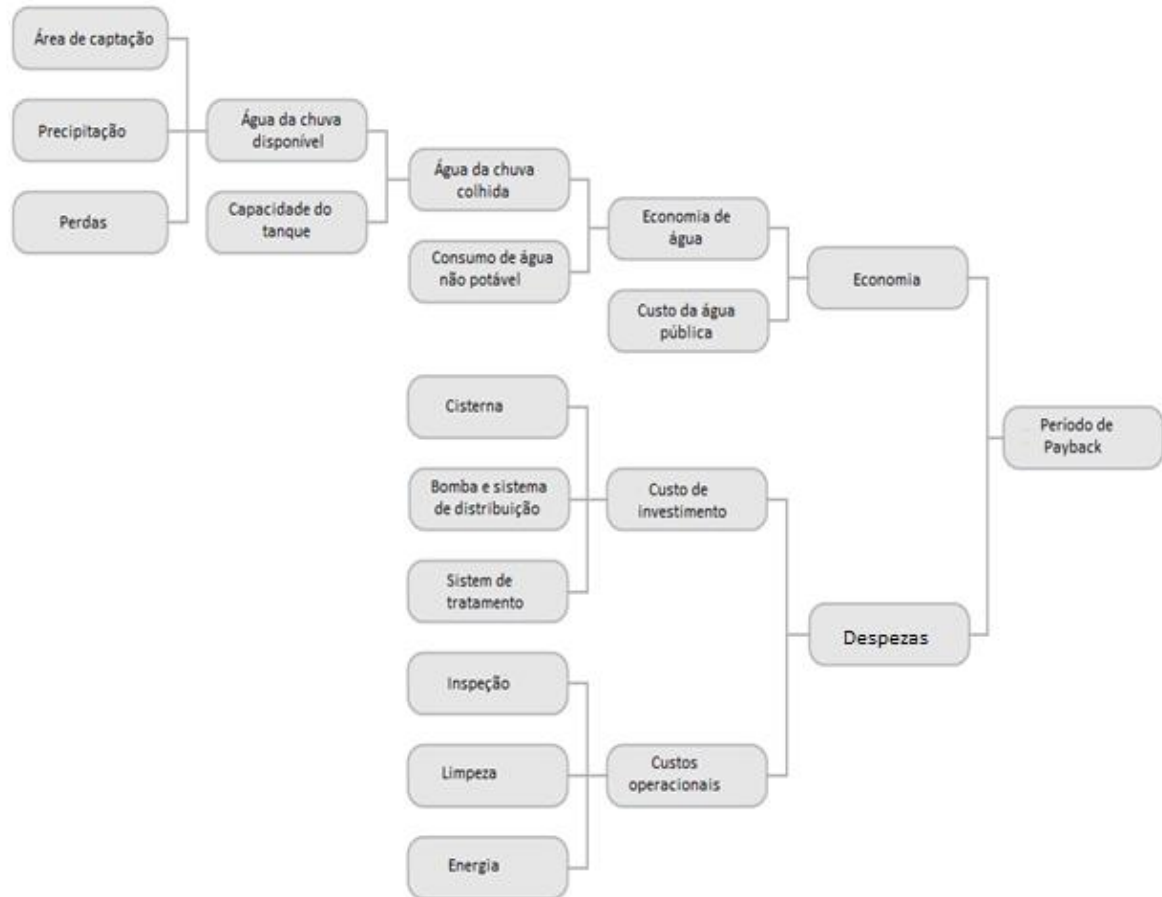 Área de captação
Precipitação
Perdas
Água da chuva
disponível
Capacidade do
tanque
Água da chuva
colhida
Consumo de água
não potável
Economia de
água
Custo da água
pública
Economia
Cisterna
Bomba e sistema
de distribuição
Sistem de
tratamento
Custo de
investimento
Inspeção
Limpeza
Energia
Custos
operacionais
Despezas
Período de
Payback